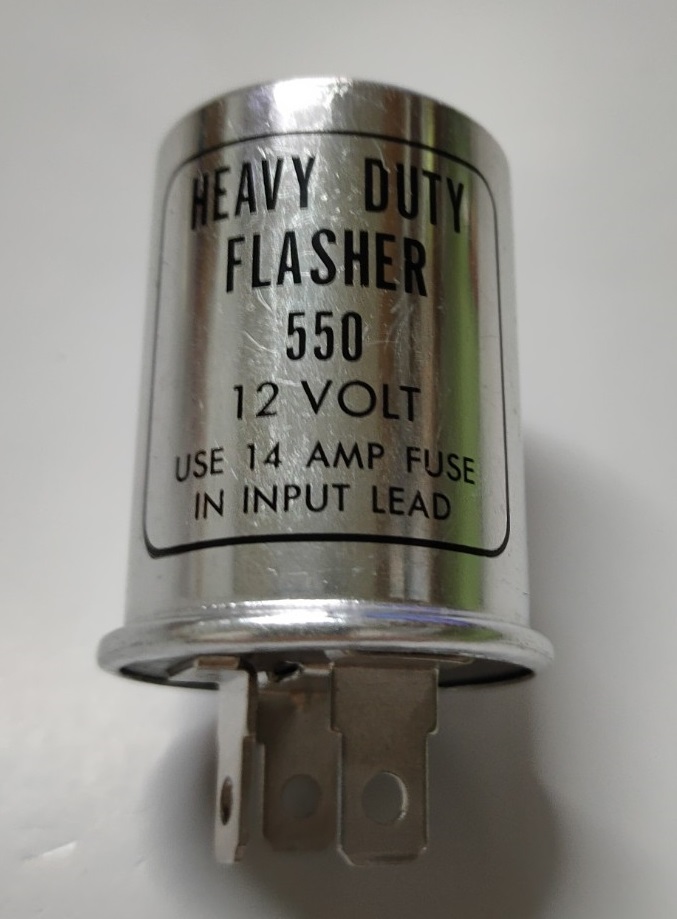 HEAVY DUTY
FLASHER
550
12 VOLT
USE 14 AMP FUSE
IN INPUT LEAD